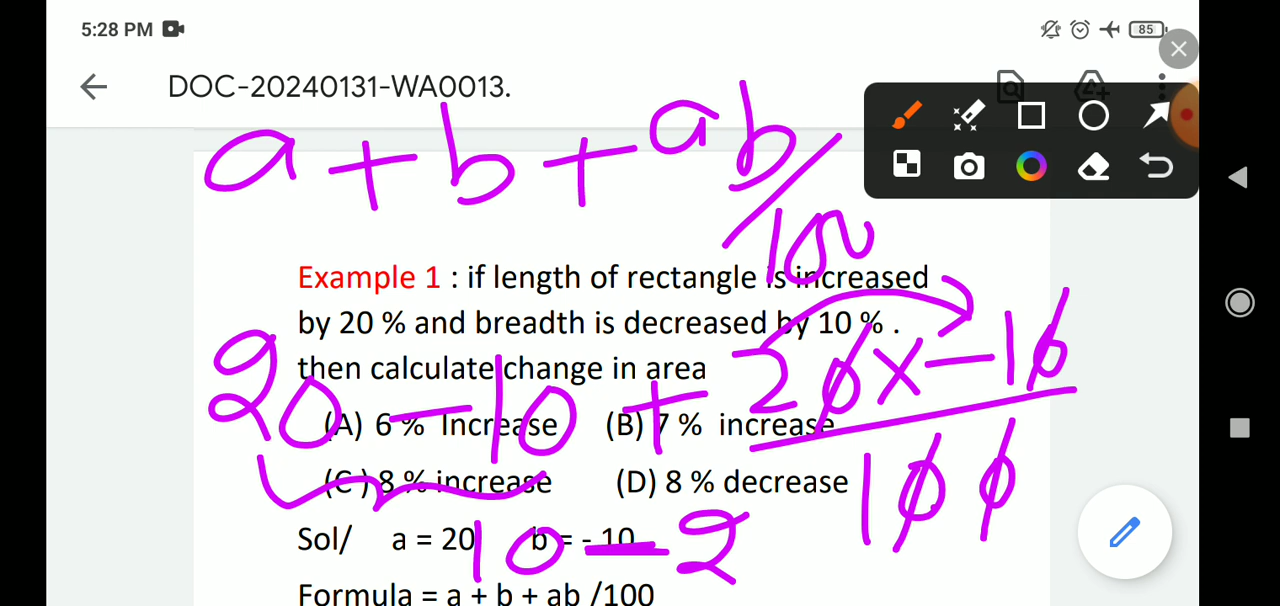 5:28 PM 85
DOC-20240131-WA0013.
a + b + ab/100
Example 1 : if length of rectangle is increased
by 20 % and breadth is decreased by 10 % .
then calculate change in area
20 - 10 + 20 x - 10 / 100
(A) 6 % Increase (B) 7 % increase
(C ) 8 % increase (D) 8 % decrease
10 - 2
Sol/ a = 20 b = - 10
Formula = a + b + ab /100